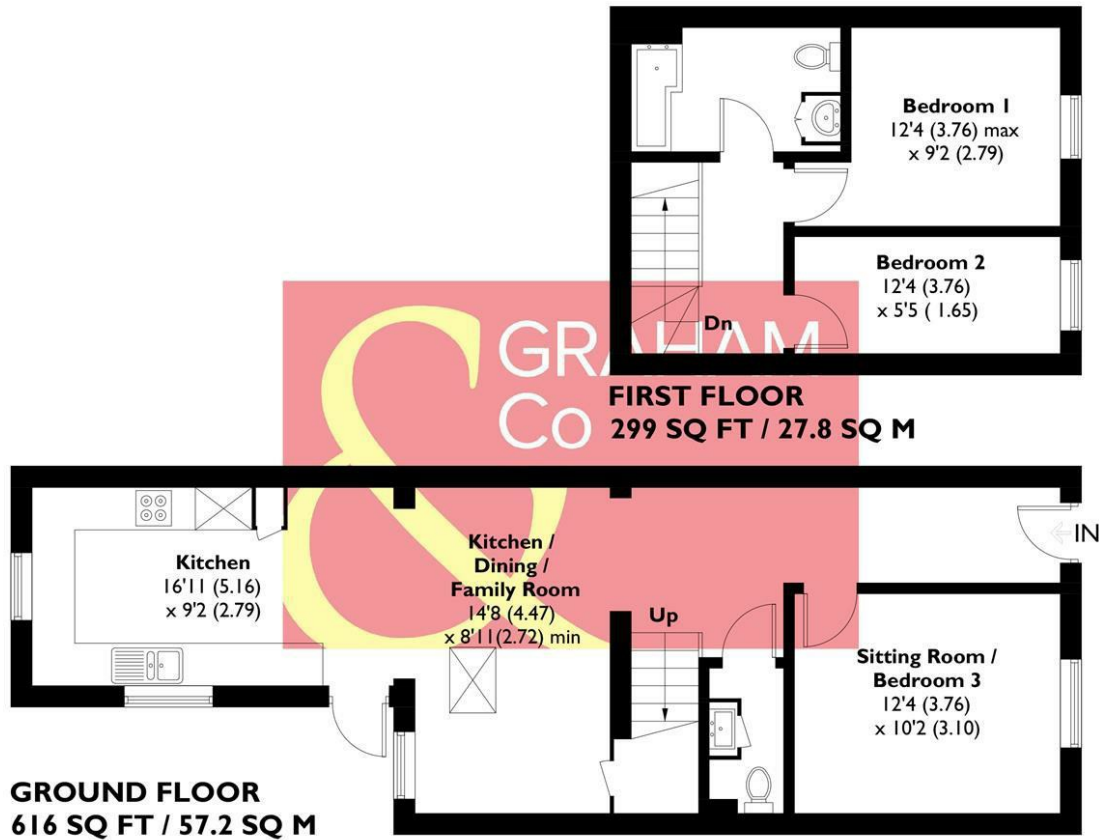 Bedroom 1
12'4 (3.76) max
x 9'2 (2.79)
Bedroom 2
12'4 (3.76)
x 5'5 ( 1.65)
Dn
GRAHAM
& Co
FIRST FLOOR
299 SQ FT / 27.8 SQ M
IN
Kitchen
16'11 (5.16)
x 9'2 (2.79)
Kitchen /
Dining /
Family Room
14'8 (4.47)
x 8'11(2.72) min
Up
Sitting Room /
Bedroom 3
12'4 (3.76)
x 10'2 (3.10)
GROUND FLOOR
616 SQ FT / 57.2 SQ M